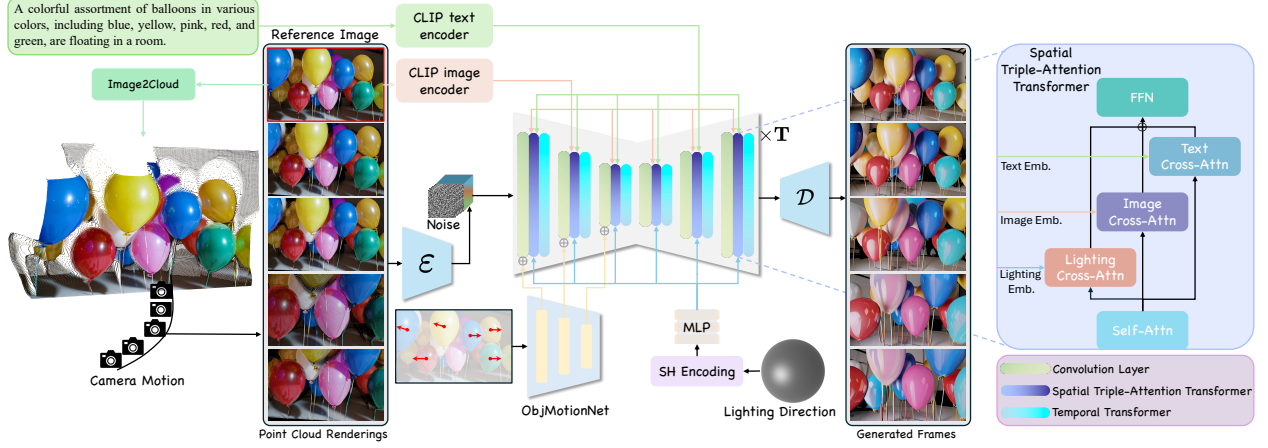 A colorful assortment of balloons in various
colors, including blue, yellow, pink, red, and
green, are floating in a room.
CLIP text
encoder
Reference Image
Image2Cloud
CLIP image
encoder
×T
Noise
ℰ
𝒟
Camera Motion
Point Cloud Renderings
ObjMotionNet
MLP
SH Encoding
Lighting Direction
Generated Frames
Spatial
Triple-Attention
Transformer
FFN
Text
Cross-Attn
Text Emb.
Image
Cross-Attn
Image Emb.
Lighting
Cross-Attn
Lighting
Emb.
Self-Attn
Convolution Layer
Spatial Triple-Attention Transformer
Temporal Transformer